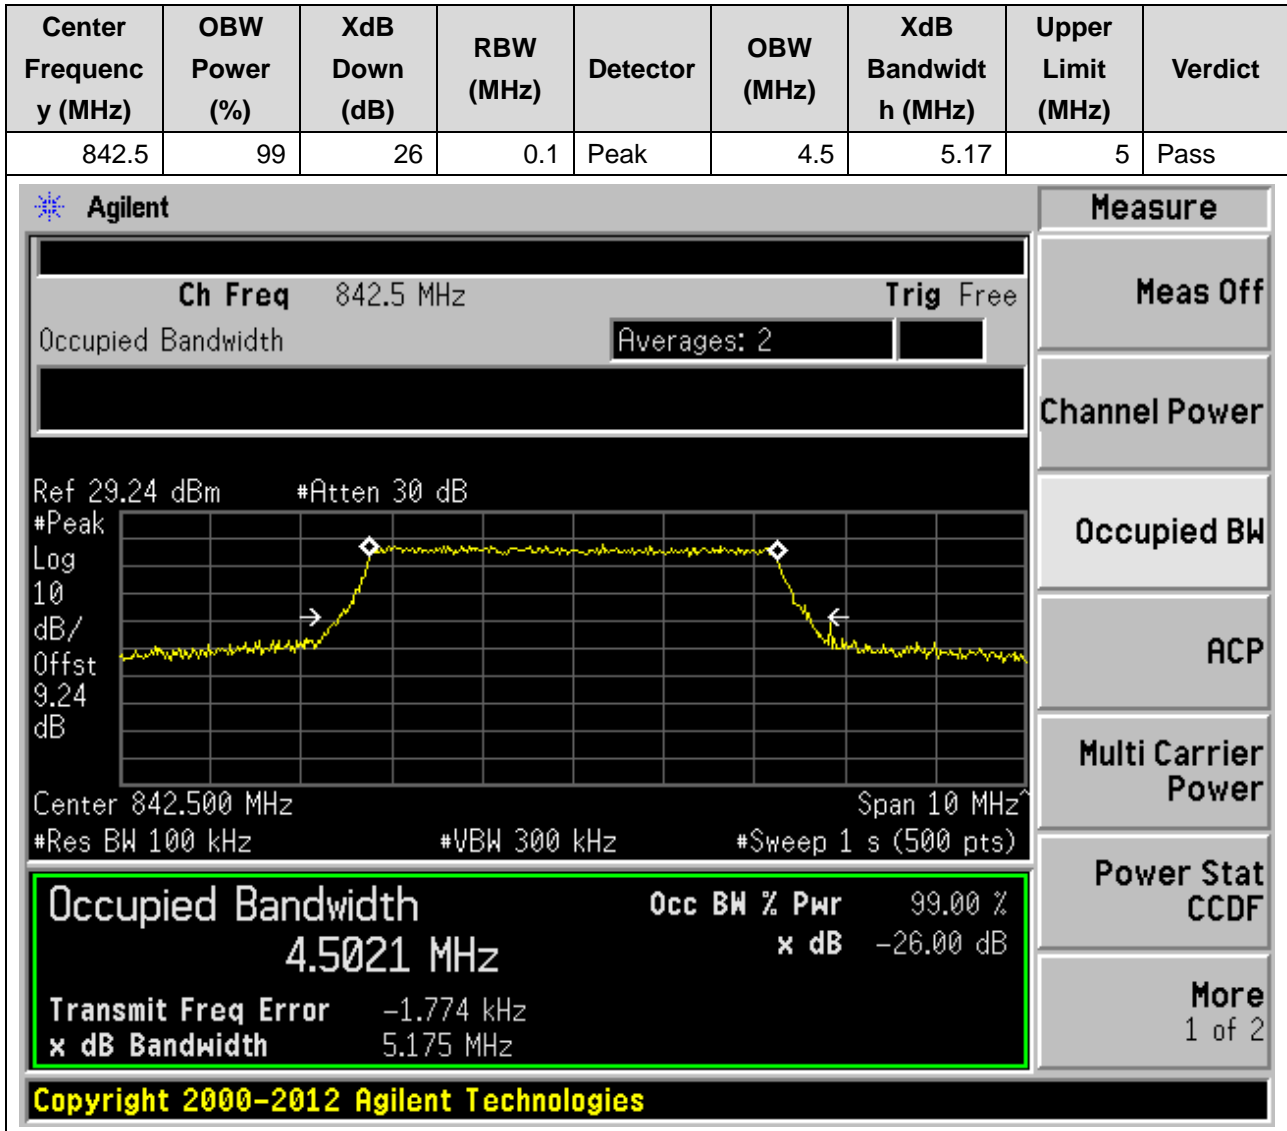 Center Frequenc y (MHz) OBW Power (%) XdB Down (dB) RBW (MHz) Detector OBW (MHz) XdB Bandwidt h (MHz) Upper Limit (MHz) Verdict
842.5 99 26 0.1 Peak 4.5 5.17 5 Pass
Agilent
Measure
Ch Freq 842.5 MHz Trig Free
Occupied Bandwidth Averages: 2
Meas Off
Channel Power
Occupied BW
ACP
Multi Carrier
Power
Power Stat
CCDF
More
1 of 2
Ref 29.24 dBm #Atten 30 dB
#Peak
Log
10
dB/
Offst
9.24
dB
Center 842.500 MHz Span 10 MHz^
#Res BW 100 kHz #VBW 300 kHz #Sweep 1 s (500 pts)
Occupied Bandwidth Occ BW % Pwr 99.00 %
4.5021 MHz x dB -26.00 dB
Transmit Freq Error -1.774 kHz
x dB Bandwidth 5.175 MHz
Copyright 2000-2012 Agilent Technologies